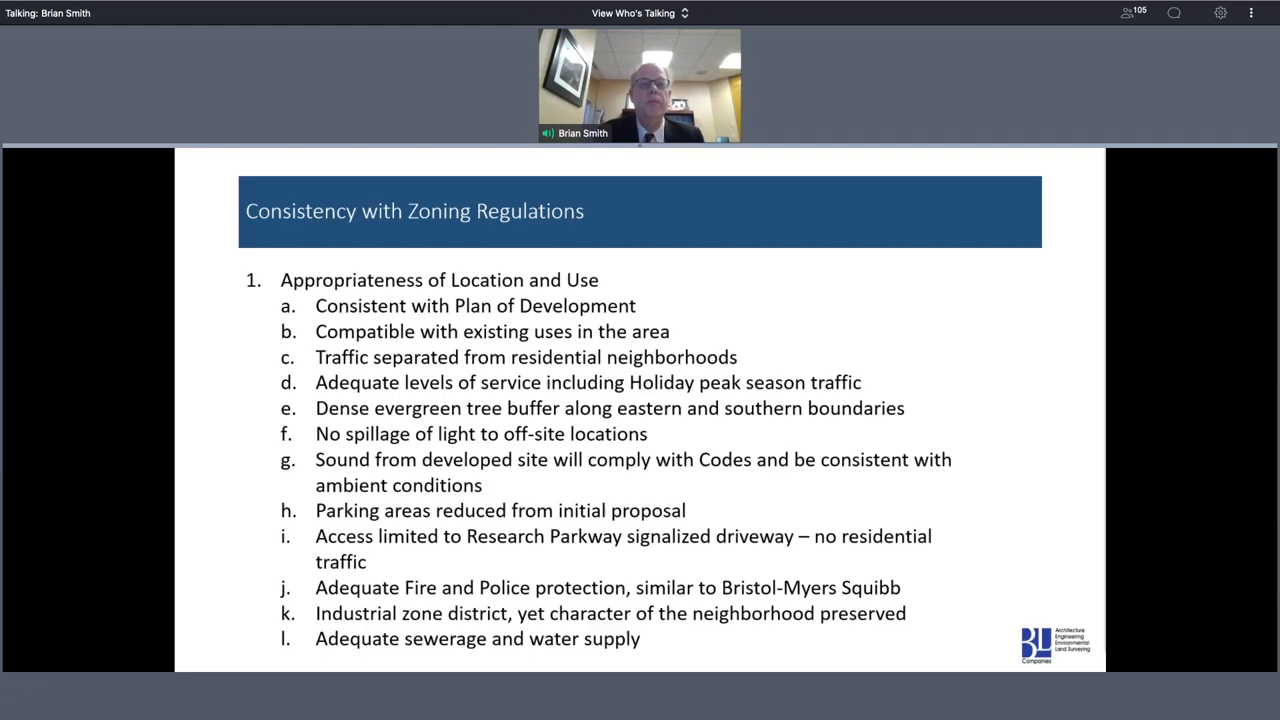 Talking: Brian Smith
View Who's Talking
105
Brian Smith
Consistency with Zoning Regulations
1. Appropriateness of Location and Use
a. Consistent with Plan of Development
b. Compatible with existing uses in the area
c. Traffic separated from residential neighborhoods
d. Adequate levels of service including Holiday peak season traffic
e. Dense evergreen tree buffer along eastern and southern boundaries
f. No spillage of light to off-site locations
g. Sound from developed site will comply with Codes and be consistent with
ambient conditions
h. Parking areas reduced from initial proposal
i. Access limited to Research Parkway signalized driveway – no residential
traffic
j. Adequate Fire and Police protection, similar to Bristol-Myers Squibb
k. Industrial zone district, yet character of the neighborhood preserved
l. Adequate sewerage and water supply
BL
Companies
Architecture
Engineering
Environmental
Land Surveying